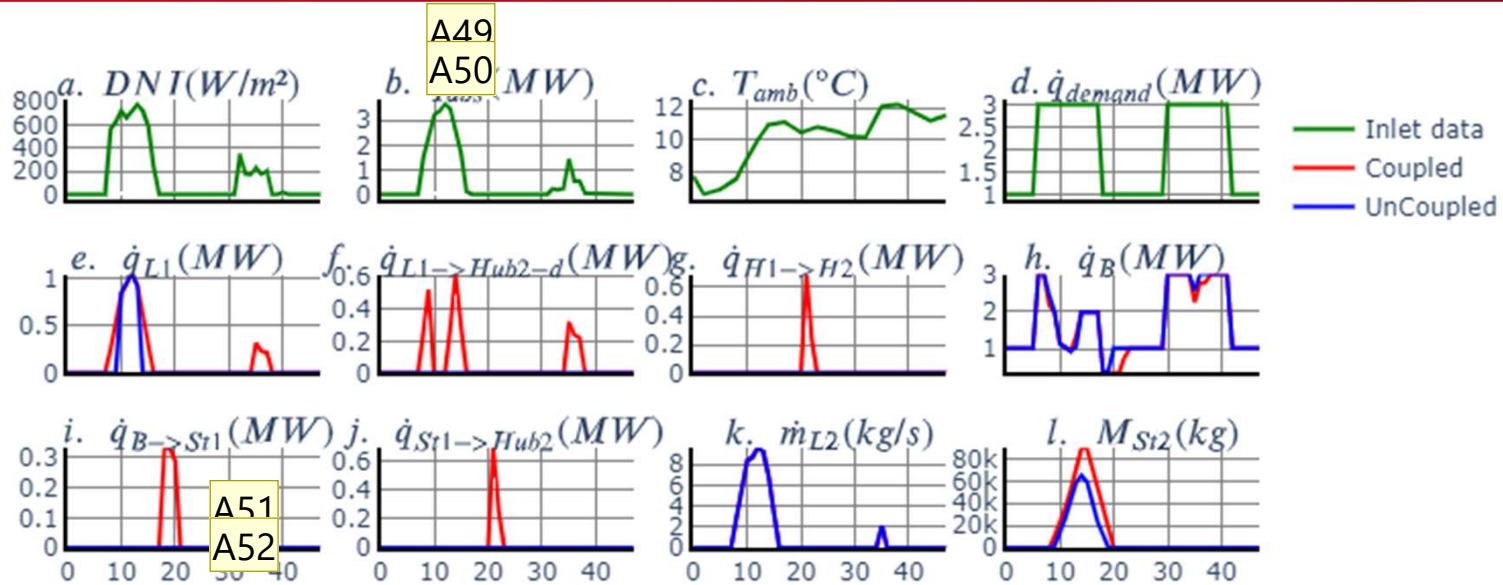 A49
A50
a. DNI(W/m²)
b. (MW)
c. T_amb(°C)
d. q̇_demand(MW)
800
600
400
200
0
3
2
1
0
12
10
8
3
2.5
2
1.5
1
Inlet data
Coupled
UnCoupled
e. q̇_L1(MW)
f. q̇_L1->Hub2-d(MW)
g. q̇_H1->H2(MW)
h. q̇_B(MW)
1
0.5
0
0.6
0.4
0.2
0
0.6
0.4
0.2
0
3
2
1
i. q̇_B->St1(MW)
j. q̇_St1->Hub2(MW)
k. ṁ_L2(kg/s)
l. M_St2(kg)
0.3
0.2
0.1
0
0.6
0.4
0.2
0
8
6
4
2
0
80k
60k
40k
20k
0
A51
A52
0 10 20 30 40
0 10 20 30 40
0 10 20 30 40
0 10 20 30 40